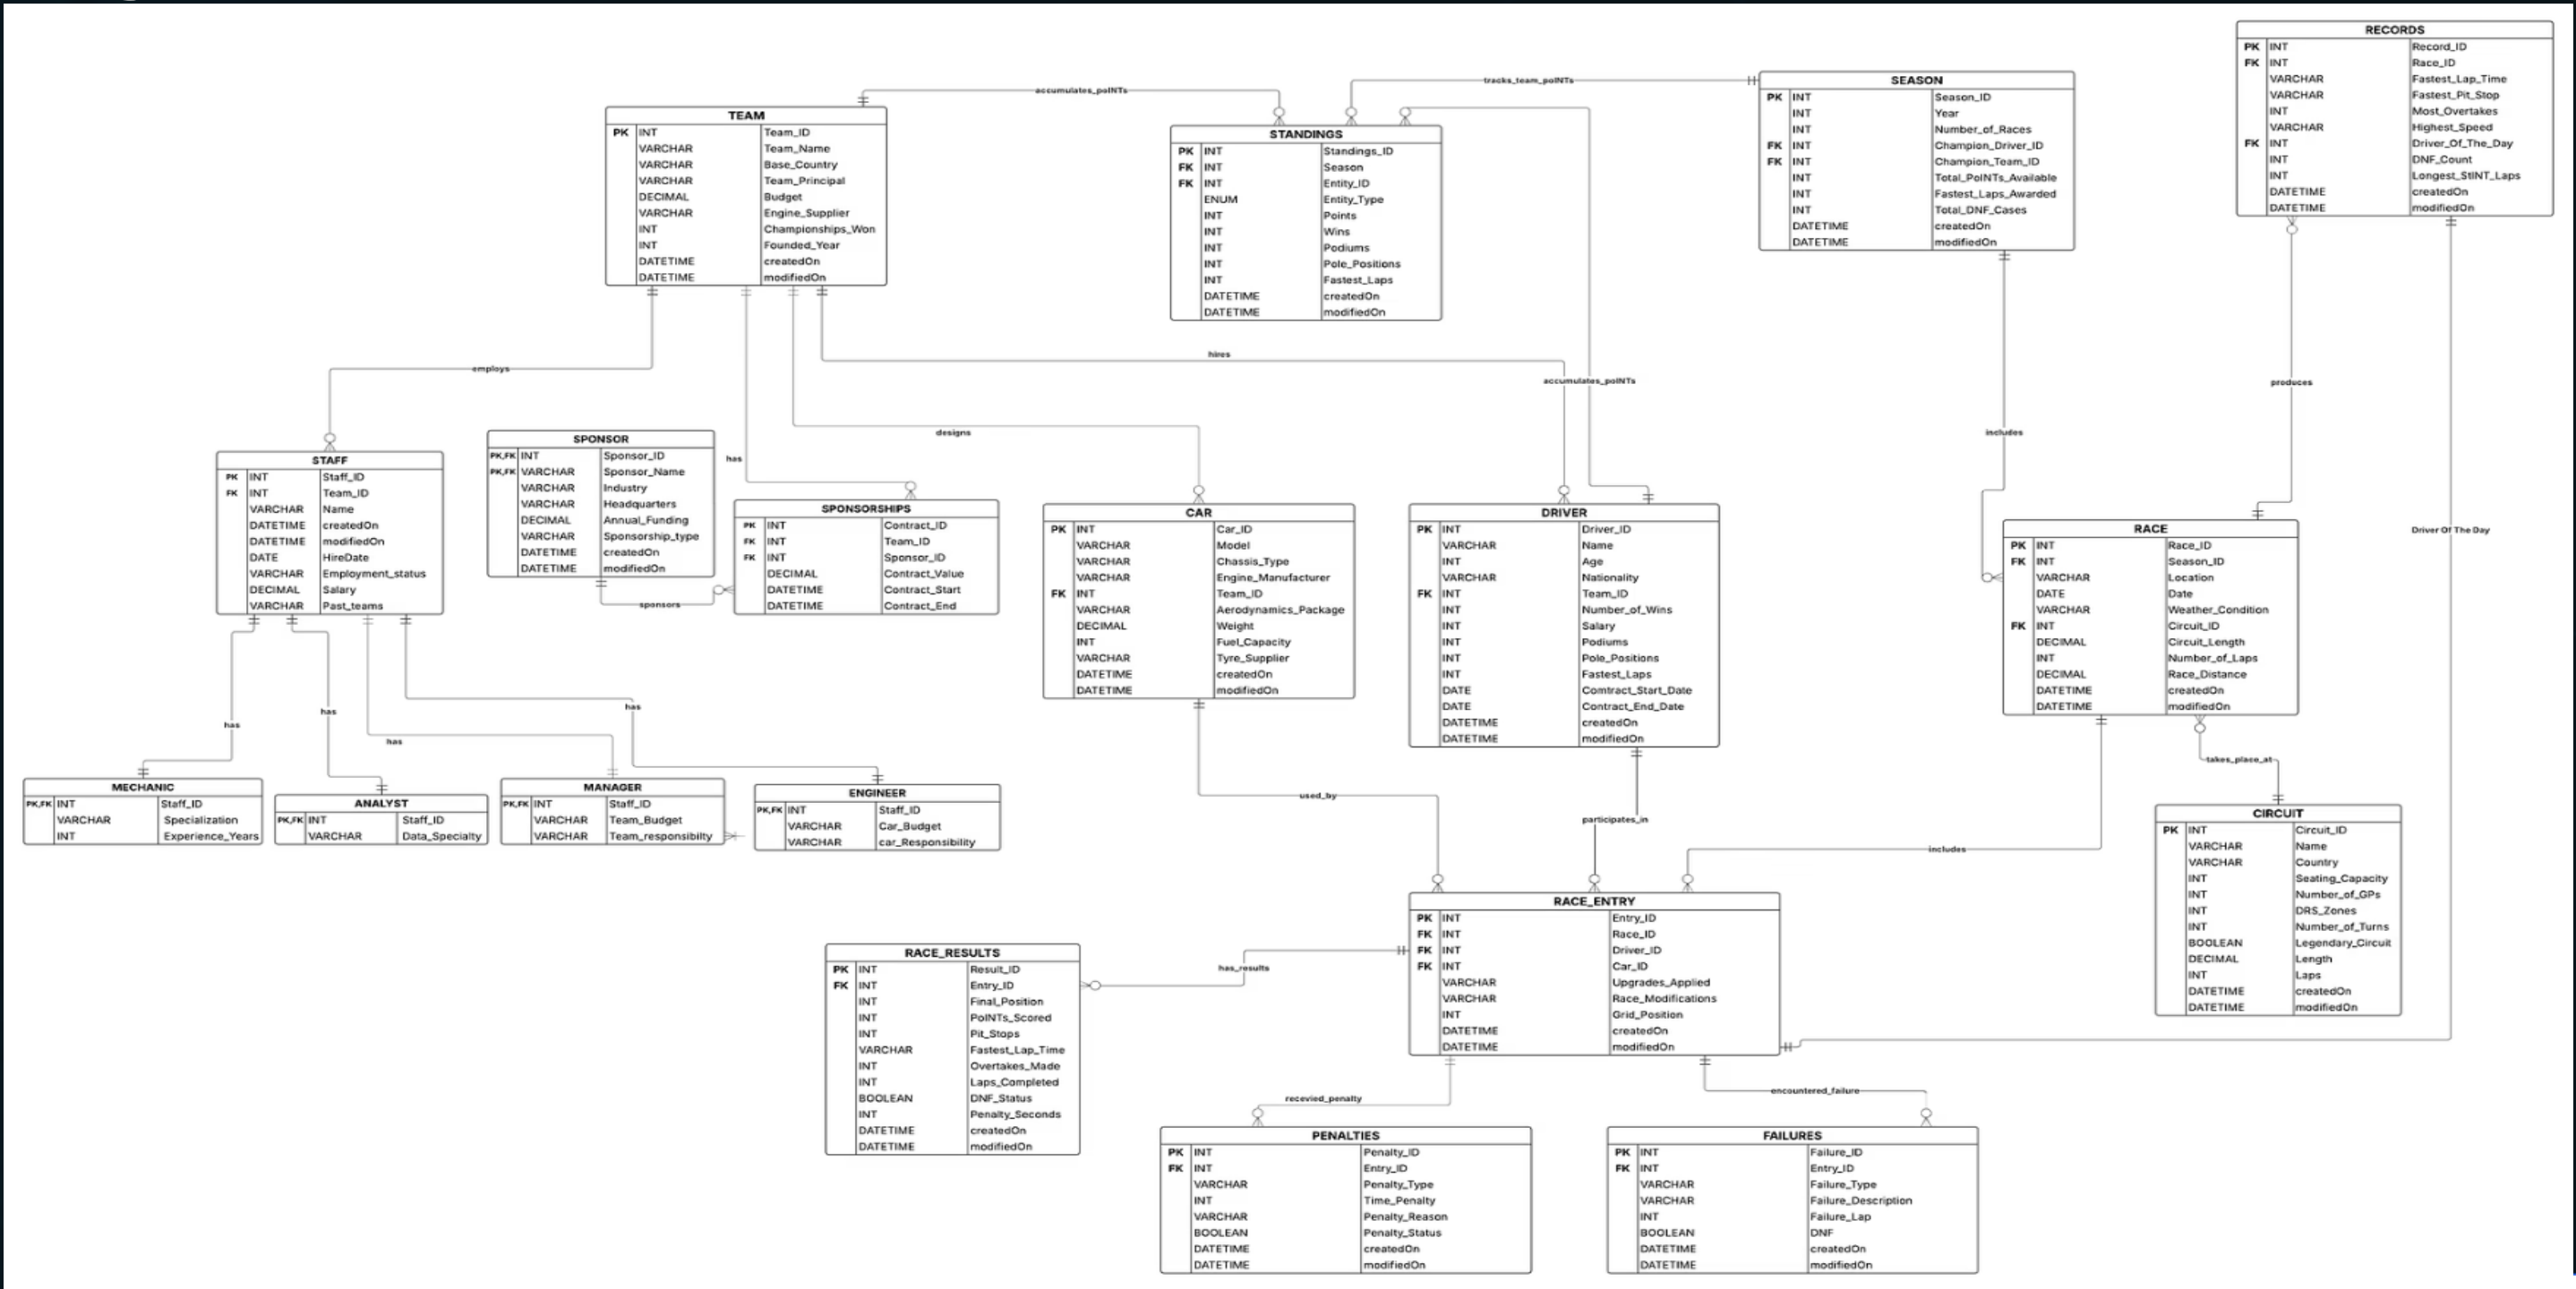 RECORDS
PK INT Record_ID
FK INT Race_ID
VARCHAR Fastest_Lap_Time
VARCHAR Fastest_Pit_Stop
INT Most_Overtakes
VARCHAR Highest_Speed
FK INT Driver_Of_The_Day
INT DNF_Count
INT Longest_StINT_Laps
DATETIME createdOn
DATETIME modifiedOn
tracks_team_poINTs
SEASON
PK INT Season_ID
INT Year
INT Number_of_Races
FK INT Champion_Driver_ID
FK INT Champion_Team_ID
INT Total_PoINTs_Available
INT Fastest_Laps_Awarded
INT Total_DNF_Cases
DATETIME createdOn
DATETIME modifiedOn
accumulates_poINTs
TEAM
PK INT Team_ID
VARCHAR Team_Name
VARCHAR Base_Country
VARCHAR Team_Principal
DECIMAL Budget
VARCHAR Engine_Supplier
INT Championships_Won
INT Founded_Year
DATETIME createdOn
DATETIME modifiedOn
STANDINGS
PK INT Standings_ID
FK INT Season
FK INT Entity_ID
ENUM Entity_Type
INT Points
INT Wins
INT Podiums
INT Pole_Positions
INT Fastest_Laps
DATETIME createdOn
DATETIME modifiedOn
hires
employs
accumulates_poINTs
produces
designs
includes
has
Driver Of The Day
STAFF
PK INT Staff_ID
FK INT Team_ID
VARCHAR Name
DATETIME createdOn
DATETIME modifiedOn
DATE HireDate
VARCHAR Employment_status
DECIMAL Salary
VARCHAR Past_teams
SPONSOR
PK,FK INT Sponsor_ID
PK,FK VARCHAR Sponsor_Name
VARCHAR Industry
VARCHAR Headquarters
DECIMAL Annual_Funding
VARCHAR Sponsorship_type
DATETIME createdOn
DATETIME modifiedOn
sponsors
SPONSORSHIPS
PK INT Contract_ID
FK INT Team_ID
FK INT Sponsor_ID
DECIMAL Contract_Value
DATETIME Contract_Start
DATETIME Contract_End
CAR
PK INT Car_ID
VARCHAR Model
VARCHAR Chassis_Type
VARCHAR Engine_Manufacturer
FK INT Team_ID
VARCHAR Aerodynamics_Package
DECIMAL Weight
INT Fuel_Capacity
VARCHAR Tyre_Supplier
DATETIME createdOn
DATETIME modifiedOn
DRIVER
PK INT Driver_ID
VARCHAR Name
INT Age
VARCHAR Nationality
FK INT Team_ID
INT Number_of_Wins
INT Salary
INT Podiums
INT Pole_Positions
INT Fastest_Laps
DATE Comtract_Start_Date
DATE Contract_End_Date
DATETIME createdOn
DATETIME modifiedOn
RACE
PK INT Race_ID
FK INT Season_ID
VARCHAR Location
DATE Date
VARCHAR Weather_Condition
FK INT Circuit_ID
DECIMAL Circuit_Length
INT Number_of_Laps
DECIMAL Race_Distance
DATETIME createdOn
DATETIME modifiedOn
has
has
has
has
MECHANIC
PK,FK INT Staff_ID
VARCHAR Specialization
INT Experience_Years
ANALYST
PK,FK INT Staff_ID
VARCHAR Data_Specialty
MANAGER
PK,FK INT Staff_ID
VARCHAR Team_Budget
VARCHAR Team_responsibilty
ENGINEER
PK,FK INT Staff_ID
VARCHAR Car_Budget
VARCHAR car_Responsibility
used_by
participates_in
includes
takes_place_at
CIRCUIT
PK INT Circuit_ID
VARCHAR Name
VARCHAR Country
INT Seating_Capacity
INT Number_of_GPs
INT DRS_Zones
INT Number_of_Turns
BOOLEAN Legendary_Circuit
DECIMAL Length
INT Laps
DATETIME createdOn
DATETIME modifiedOn
RACE_ENTRY
PK INT Entry_ID
FK INT Race_ID
FK INT Driver_ID
FK INT Car_ID
VARCHAR Upgrades_Applied
VARCHAR Race_Modifications
INT Grid_Position
DATETIME createdOn
DATETIME modifiedOn
has_results
RACE_RESULTS
PK INT Result_ID
FK INT Entry_ID
INT Final_Position
INT PoINTs_Scored
INT Pit_Stops
VARCHAR Fastest_Lap_Time
INT Overtakes_Made
INT Laps_Completed
BOOLEAN DNF_Status
INT Penalty_Seconds
DATETIME createdOn
DATETIME modifiedOn
recevied_penalty
encountered_failure
PENALTIES
PK INT Penalty_ID
FK INT Entry_ID
VARCHAR Penalty_Type
INT Time_Penalty
VARCHAR Penalty_Reason
BOOLEAN Penalty_Status
DATETIME createdOn
DATETIME modifiedOn
FAILURES
PK INT Failure_ID
FK INT Entry_ID
VARCHAR Failure_Type
VARCHAR Failure_Description
INT Failure_Lap
BOOLEAN DNF
DATETIME createdOn
DATETIME modifiedOn